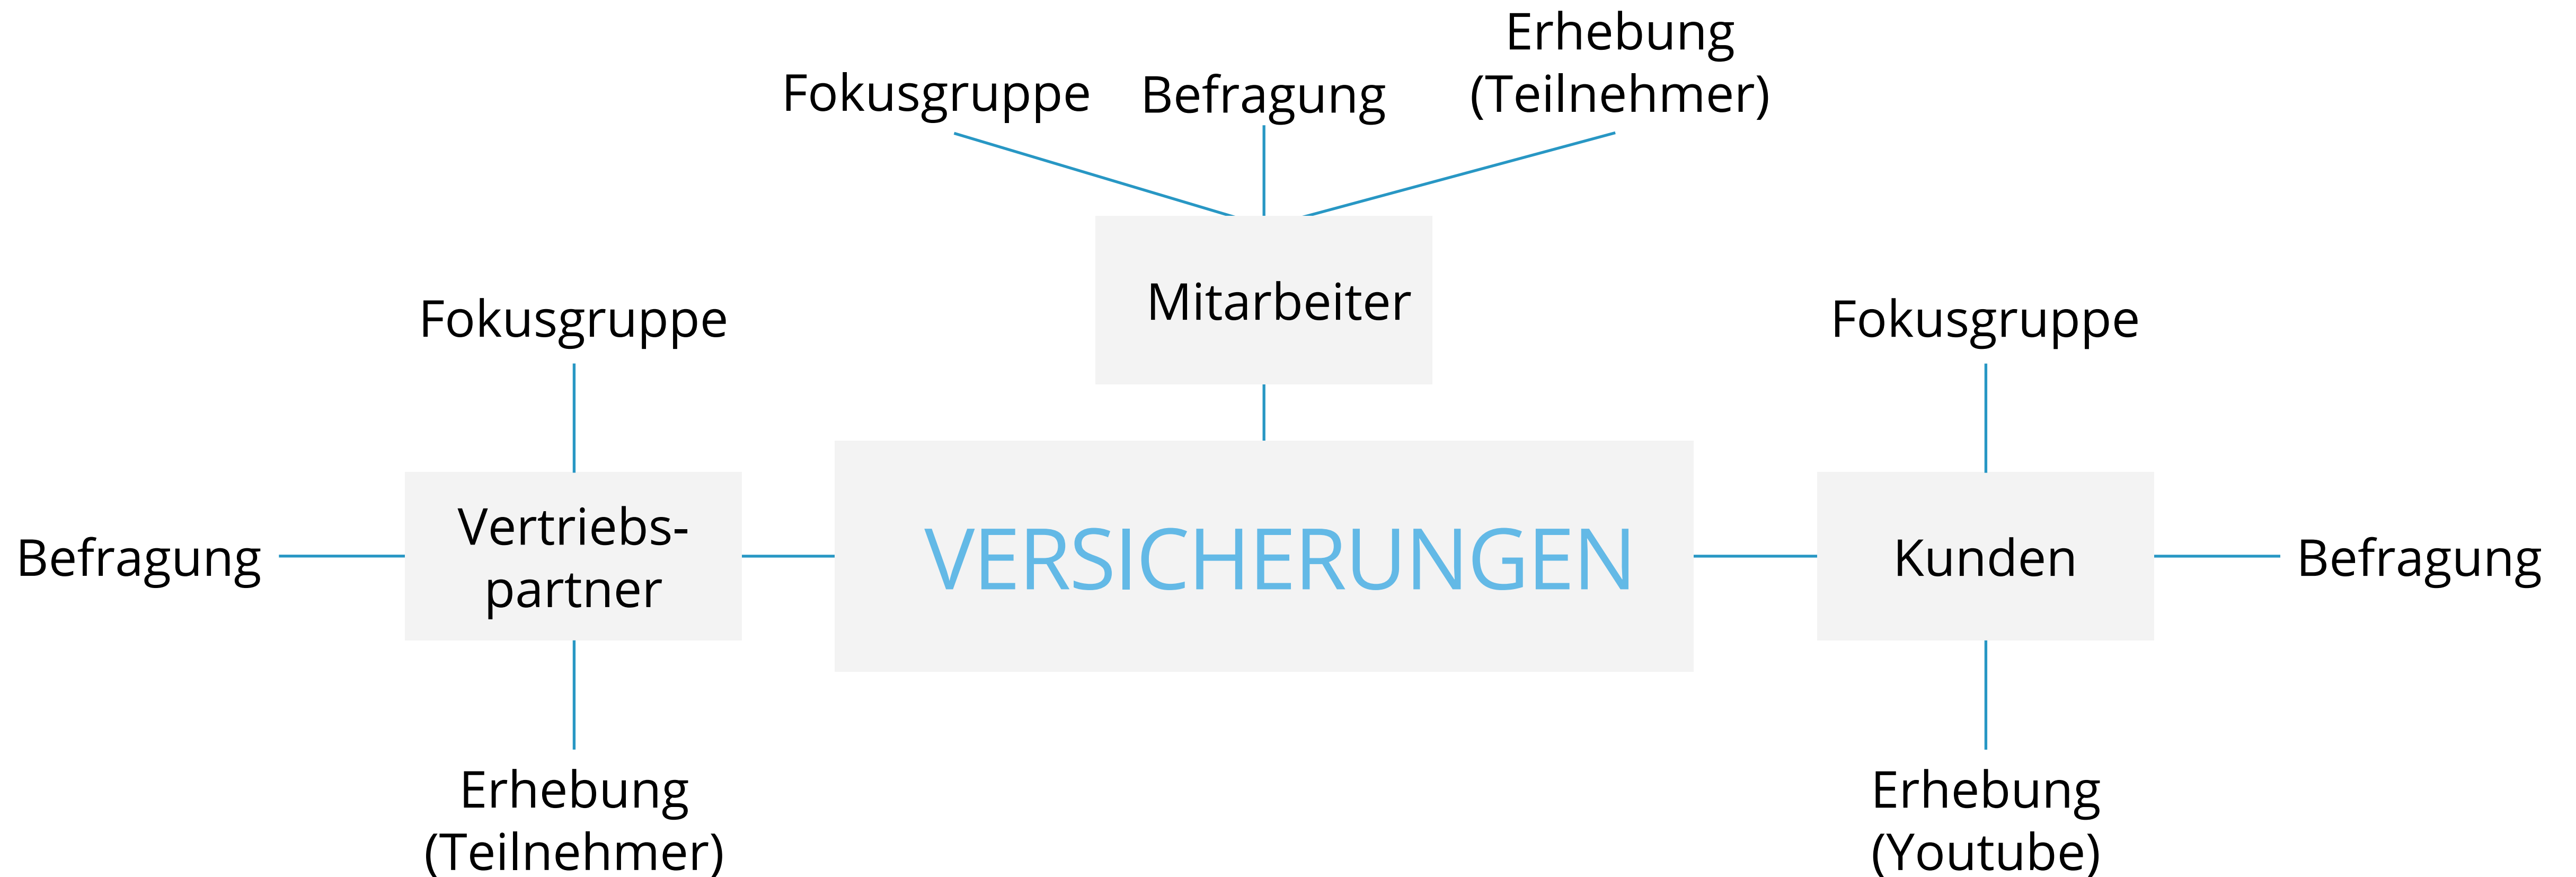 Erhebung
(Teilnehmer)
Fokusgruppe
Befragung
Mitarbeiter
Fokusgruppe
Fokusgruppe
Befragung
Vertriebs-
partner
VERSICHERUNGEN
Kunden
Befragung
Erhebung
(Teilnehmer)
Erhebung
(Youtube)